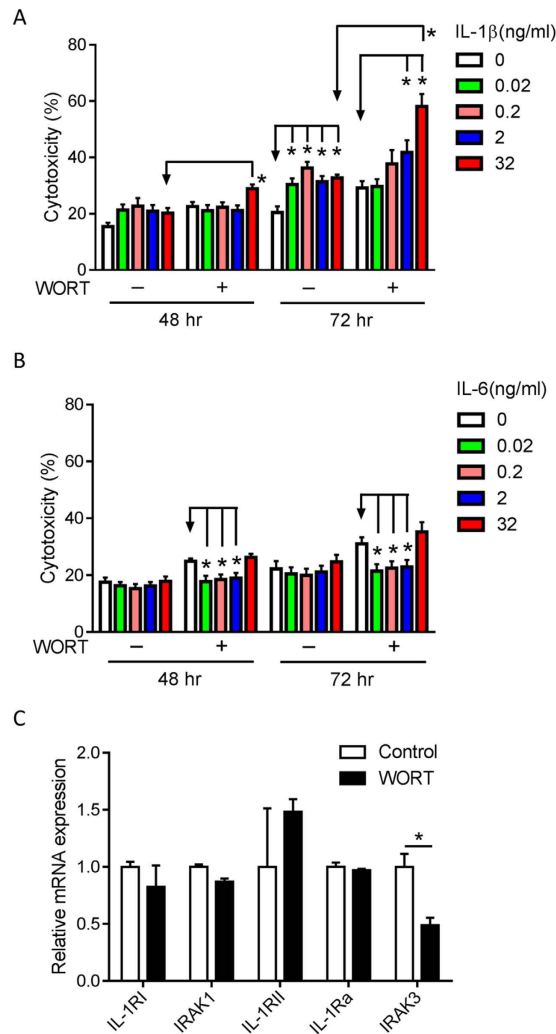 A
IL-1β(ng/ml)
0
0.02
0.2
2
32
Cytotoxicity (%)
80
60
40
20
0
*
* *
* * * *
*
WORT – + – +
48 hr 72 hr
B
IL-6(ng/ml)
0
0.02
0.2
2
32
Cytotoxicity (%)
80
60
40
20
0
* * * * * *
WORT – + – +
48 hr 72 hr
C
Control
WORT
Relative mRNA expression
2.0
1.5
1.0
0.5
0.0
*
IL-1RI IRAK1 IL-1RII IL-1Ra IRAK3